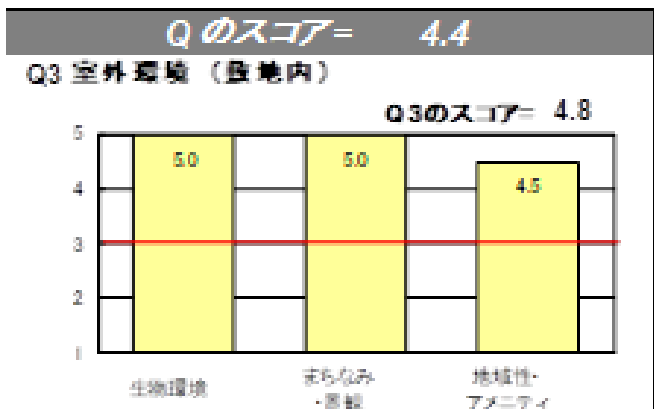 Qのスコア= 4.4
Q3 室外環境（敷地内）
Q3のスコア= 4.8
5
4
3
2
1
5.0
5.0
4.5
生物環境
まちなみ
・景観
地域性・
アメニティ